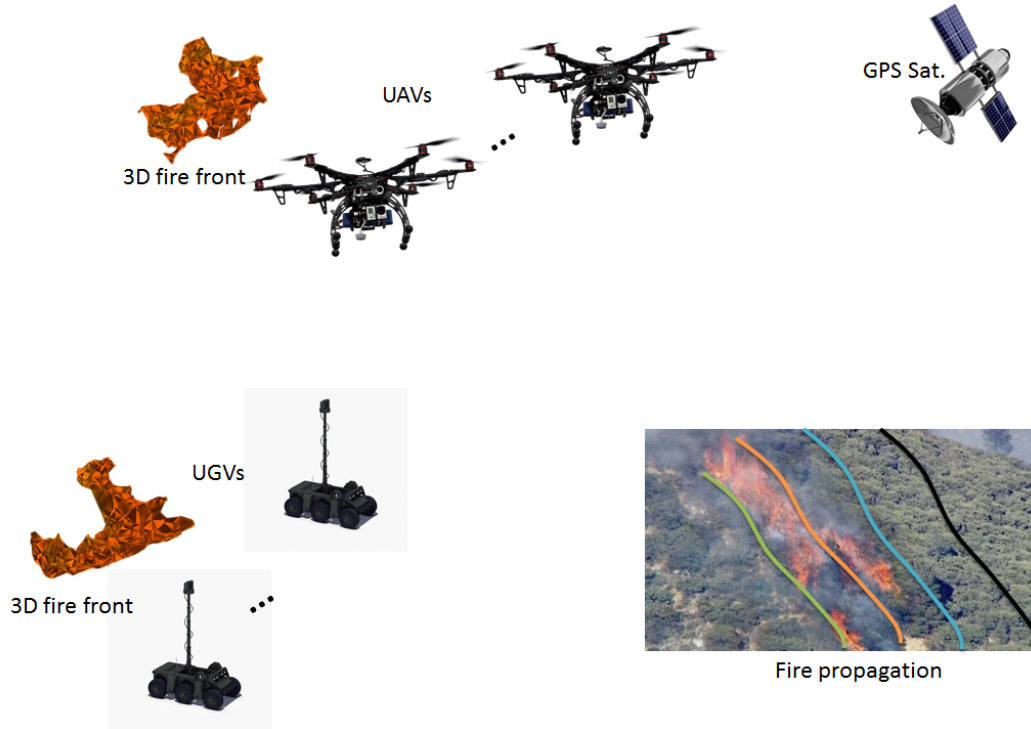 UAVs
GPS Sat.
3D fire front
UGVs
3D fire front
Fire propagation